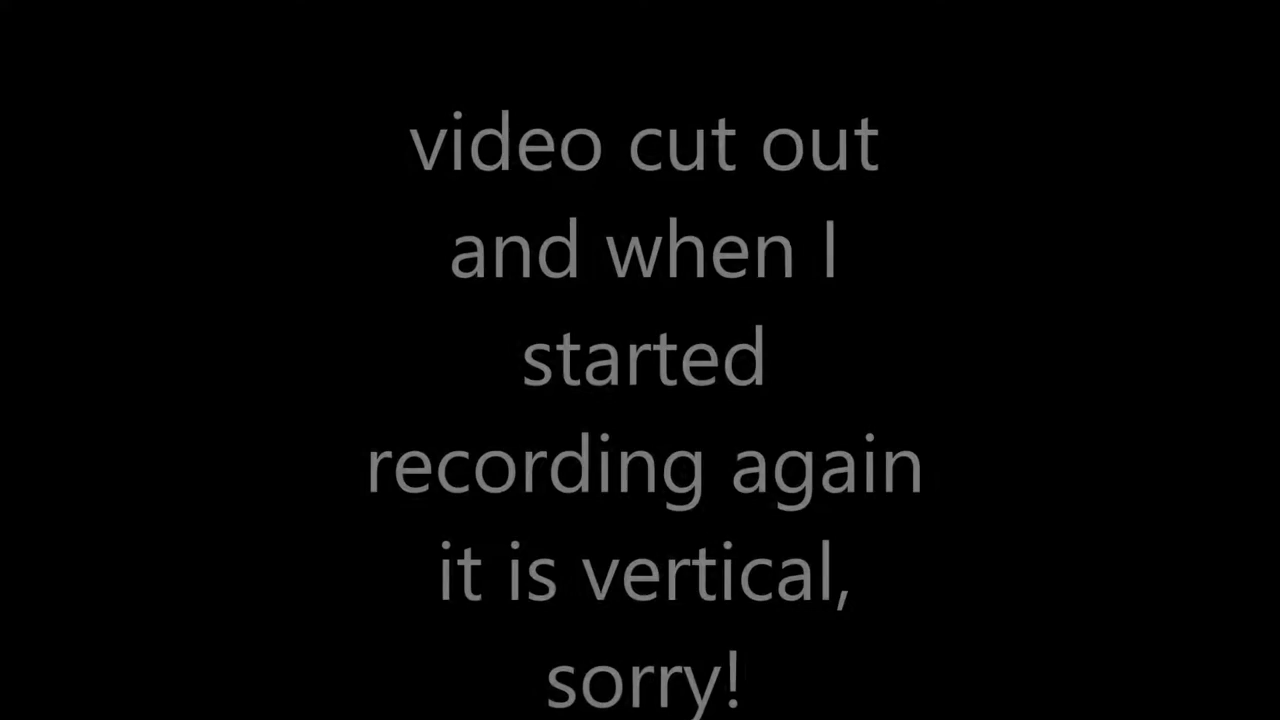 video cut out
and when I
started
recording again
it is vertical,
sorry!